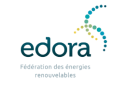 edora
Fédération des énergies
renouvelables